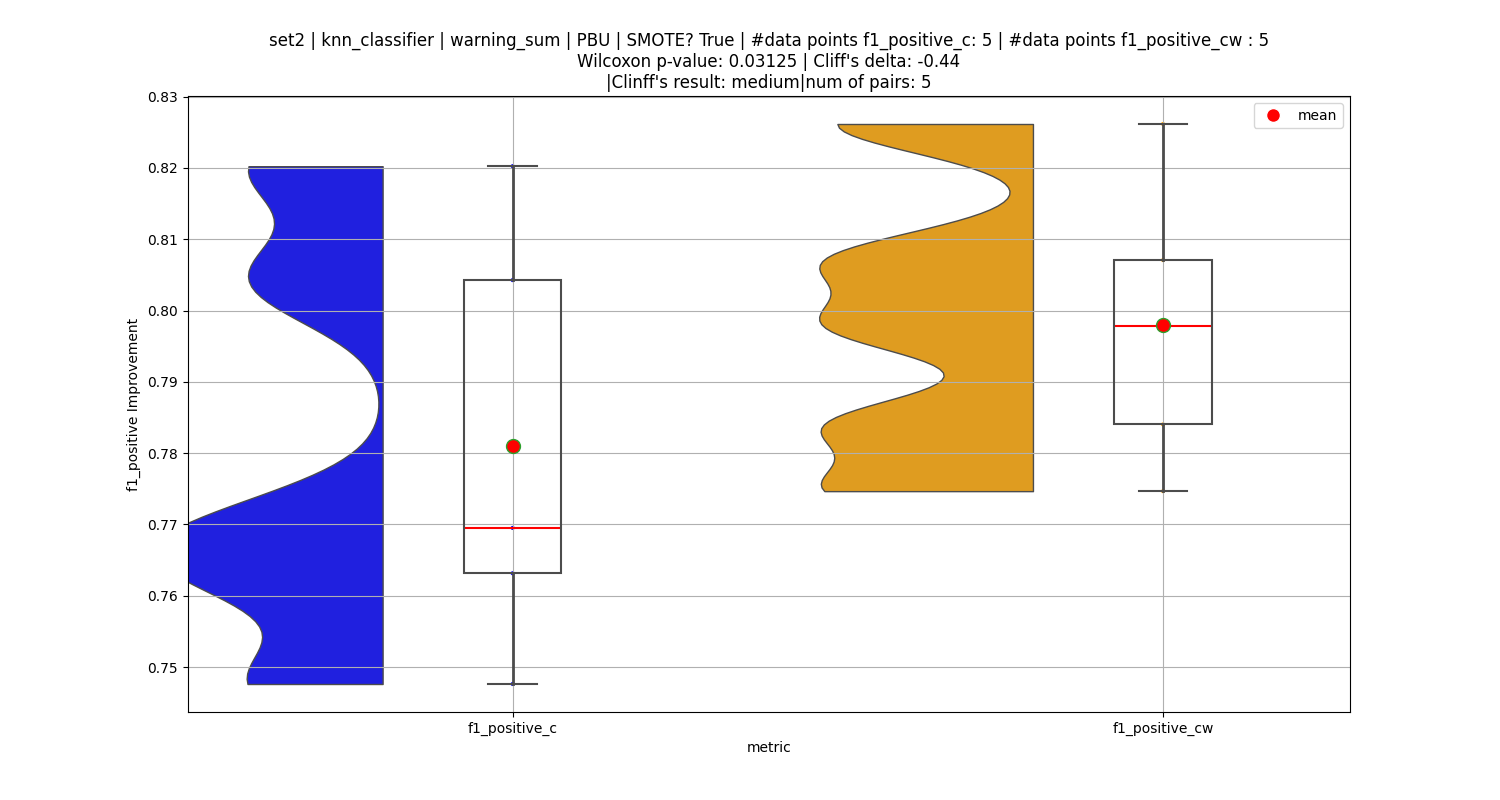 set2 | knn_classifier | warning_sum | PBU | SMOTE? True | #data points f1_positive_c: 5 | #data points f1_positive_cw : 5
Wilcoxon p-value: 0.03125 | Cliff's delta: -0.44
|Clinff's result: medium|num of pairs: 5
mean
0.83
0.82
0.81
0.80
0.79
0.78
0.77
0.76
0.75
f1_positive Improvement
f1_positive_c
f1_positive_cw
metric